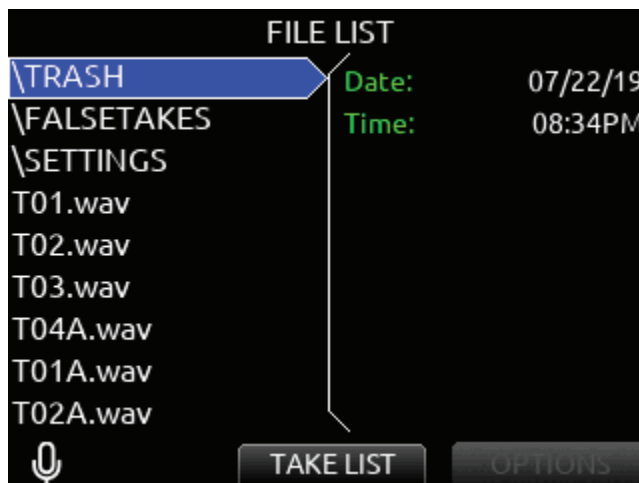 FILE LIST
\TRASH
\FALSETAKES
\SETTINGS
T01.wav
T02.wav
T03.wav
T04A.wav
T01A.wav
T02A.wav
Date: 07/22/19
Time: 08:34PM
TAKE LIST
OPTIONS